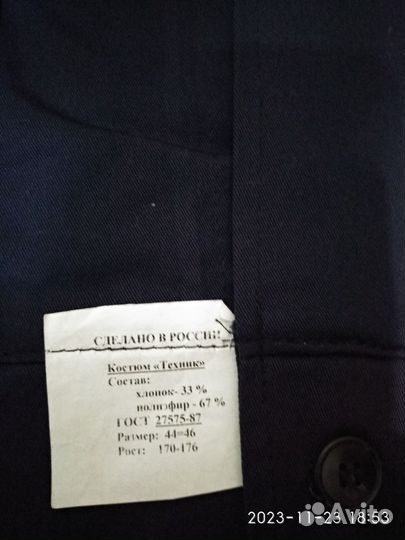 СДЕЛАНО В РОССИИ
Костюм «Техник»
Состав:
хлопок- 33 %
полиэфир - 67 %
ГОСТ 27575-87
Размер: 44=46
Рост: 170-176
2023-11-23 18:53
Avito